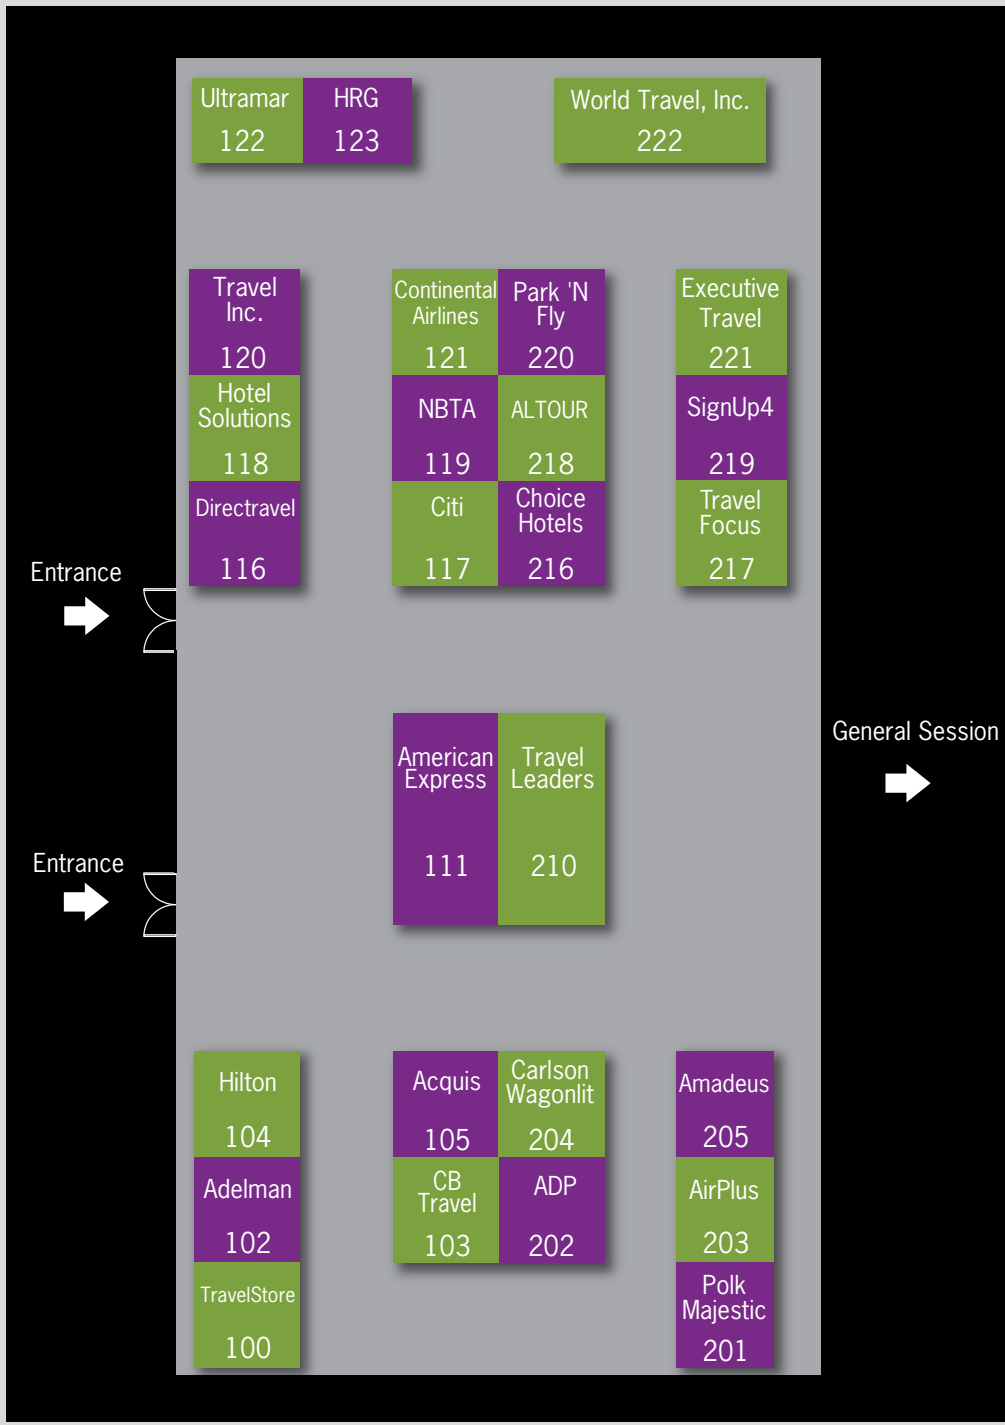 Ultramar
122
HRG
123
World Travel, Inc.
222
Travel
Inc.
120
Continental
Airlines
121
Park 'N
Fly
220
Executive
Travel
221
Hotel
Solutions
118
NBTA
119
ALTOUR
218
SignUp4
219
Directravel
116
Citi
117
Choice
Hotels
216
Travel
Focus
217
Entrance
American
Express
111
Travel
Leaders
210
General Session
Entrance
Hilton
104
Acquis
105
Carlson
Wagonlit
204
Amadeus
205
Adelman
102
CB
Travel
103
ADP
202
AirPlus
203
TravelStore
100
Polk
Majestic
201